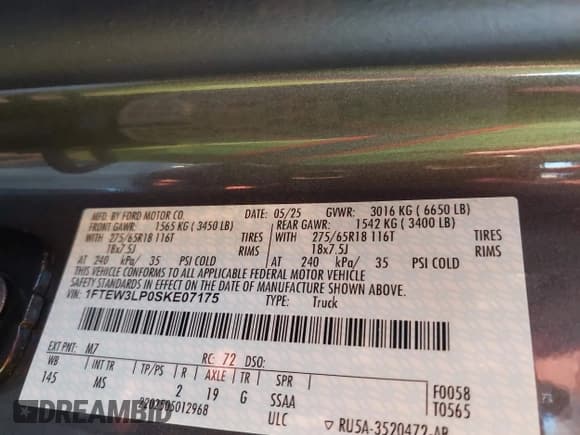 MFD. BY FORD MOTOR CO. 05/25 GVWR: 3016 KG (6650 LB)
FRONT GAWR: 1565 KG (3450 LB) REAR GAWR: 1542 KG (3400 LB)
WITH 275/65R18 116T TIRES WITH 275/65R18 116T TIRES
18x7.5J 18x7.5J
AT 240 kPa/ 35 PSI COLD AT 240 kPa/ 35 PSI COLD
THIS VEHICLE CONFORMS TO ALL APPLICABLE FEDERAL MOTOR VEHICLE
SAFETY STANDARDS IN EFFECT ON THE DATE OF MANUFACTURE SHOWN ABOVE.
VIN: 1FTEW3LP0SKE07175 TYPE: Truck
EXT PNT: M7 RC: 72 DSO:
WB INT TR TP/PS R AXLE TR SPR F0058
145 MS 2 19 G SSAA T0565
2202505012968 ULC RU5A-3520472-AB
DREAMBID